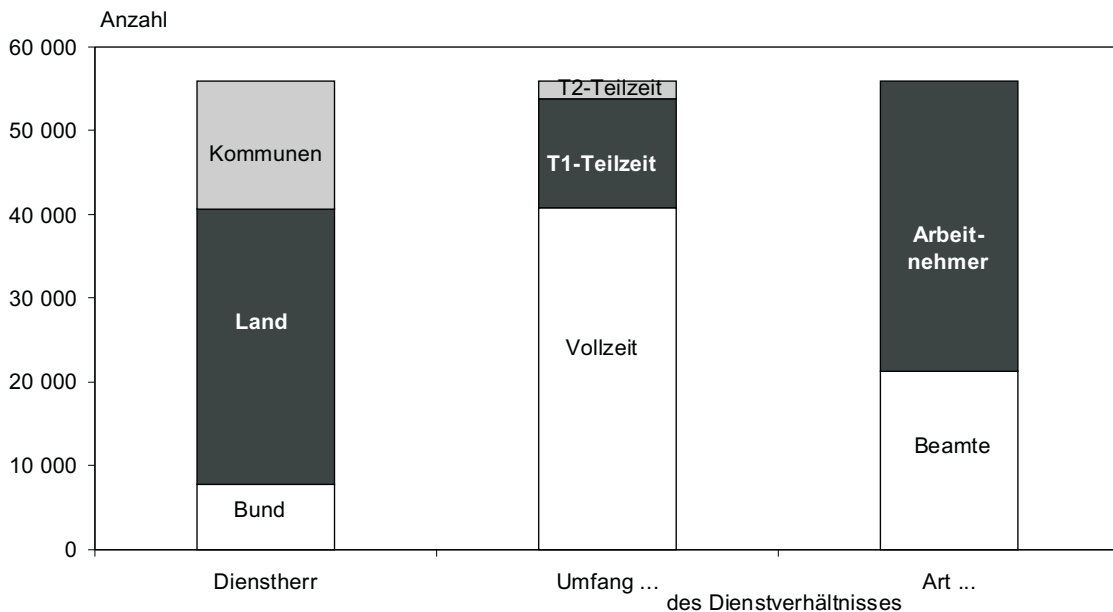 Anzahl
60 000
50 000
40 000
30 000
20 000
10 000
0
Kommunen
Land
Bund
T2-Teilzeit
T1-Teilzeit
Vollzeit
Arbeit-
nehmer
Beamte
Dienstherr
Umfang ...
Art ...
des Dienstverhältnisses